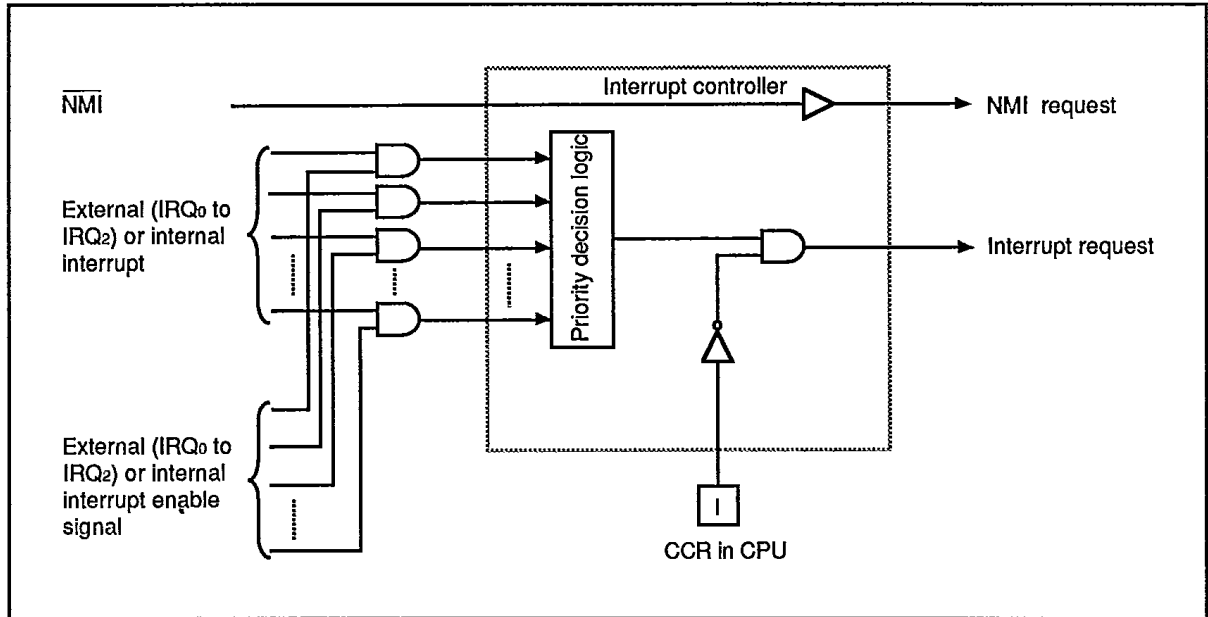 Interrupt controller
NMI
NMI request
Priority decision logic
External (IRQ0 to
IRQ2) or internal
interrupt
Interrupt request
External (IRQ0 to
IRQ2) or internal
interrupt enable
signal
I
CCR in CPU